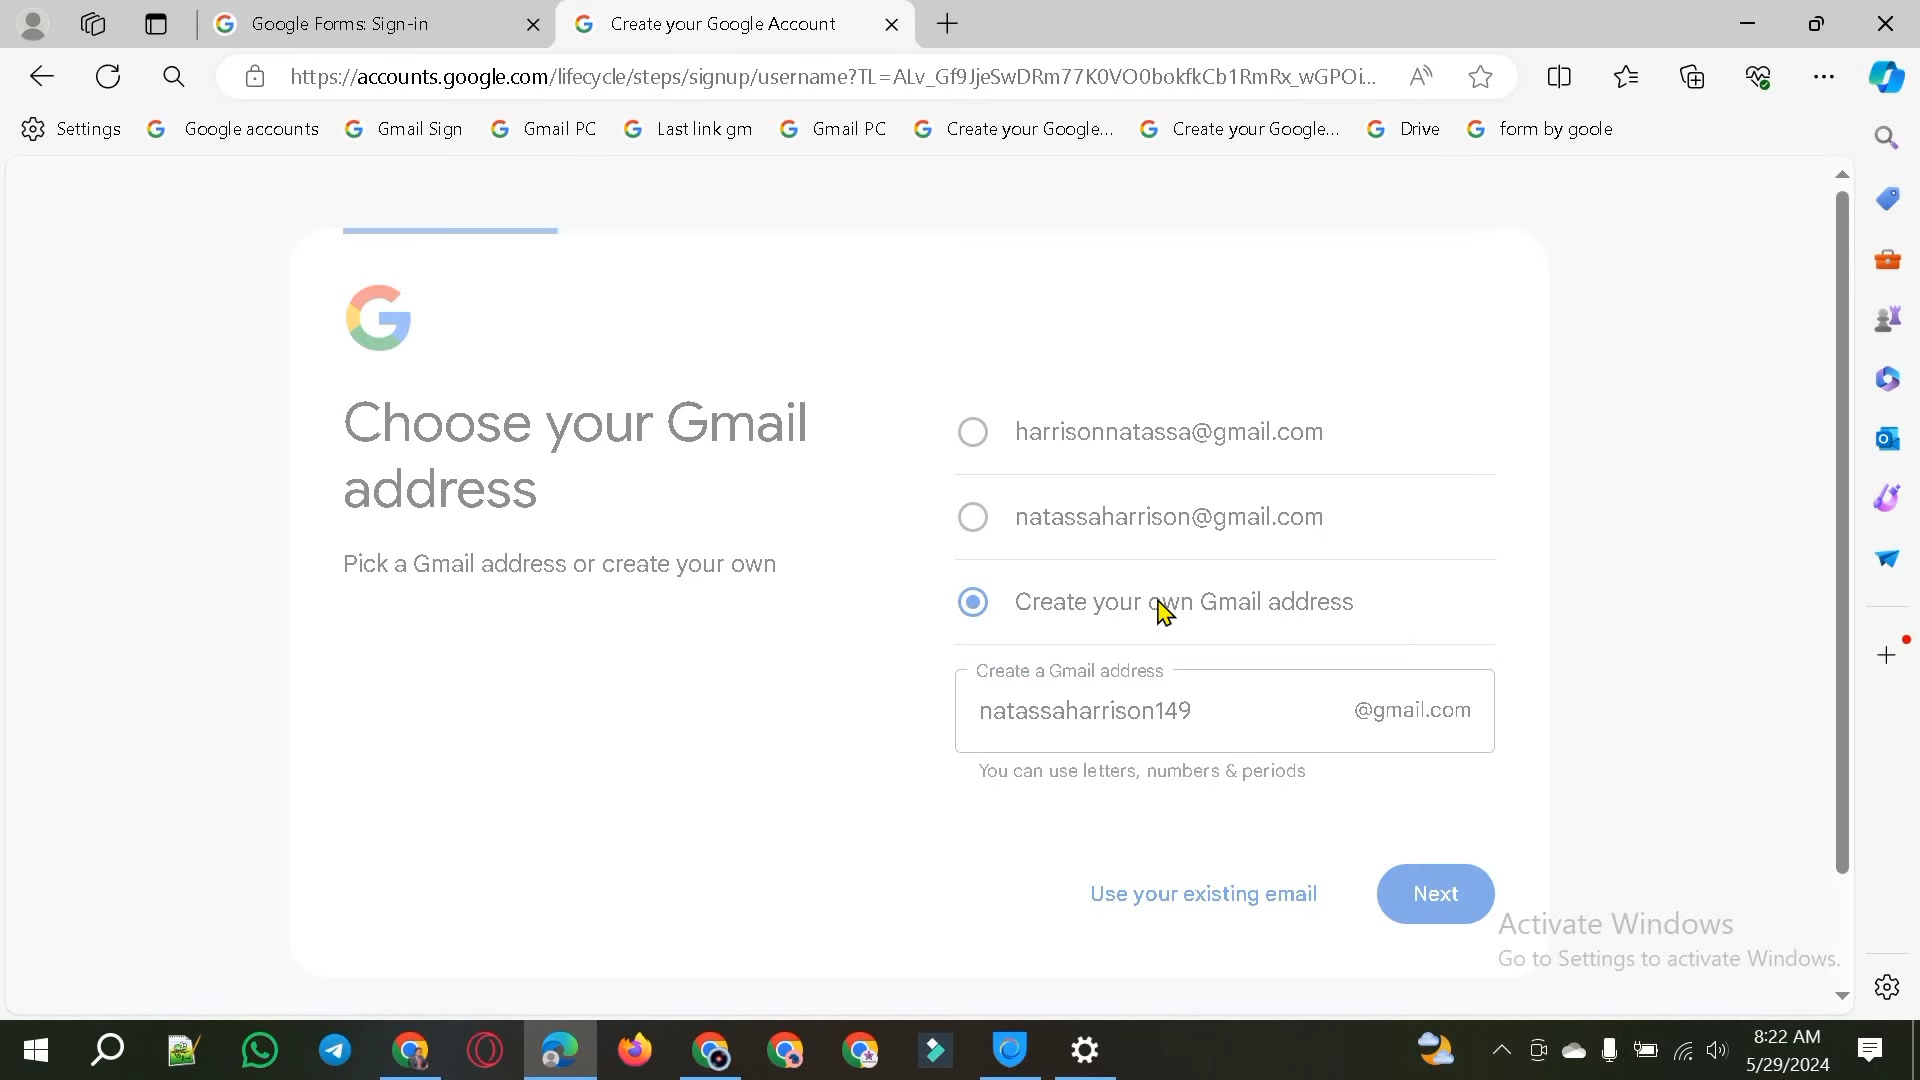 Google Forms: Sign-in
Create your Google Account
https://accounts.google.com/lifecycle/steps/signup/username?TL=ALv_Gf9JjeSwDRm77K0VO0bokfkCb1RmRx_wGPOi...
Settings
Google accounts
Gmail Sign
Gmail PC
Last link gm
Gmail PC
Create your Google...
Create your Google...
Drive
form by goole
Choose your Gmail
address
Pick a Gmail address or create your own
harrisonnatassa@gmail.com
natassaharrison@gmail.com
Create your own Gmail address
Create a Gmail address
natassaharrison149
@gmail.com
You can use letters, numbers & periods
Use your existing email
Next
Activate Windows
Go to Settings to activate Windows.
8:22 AM
5/29/2024